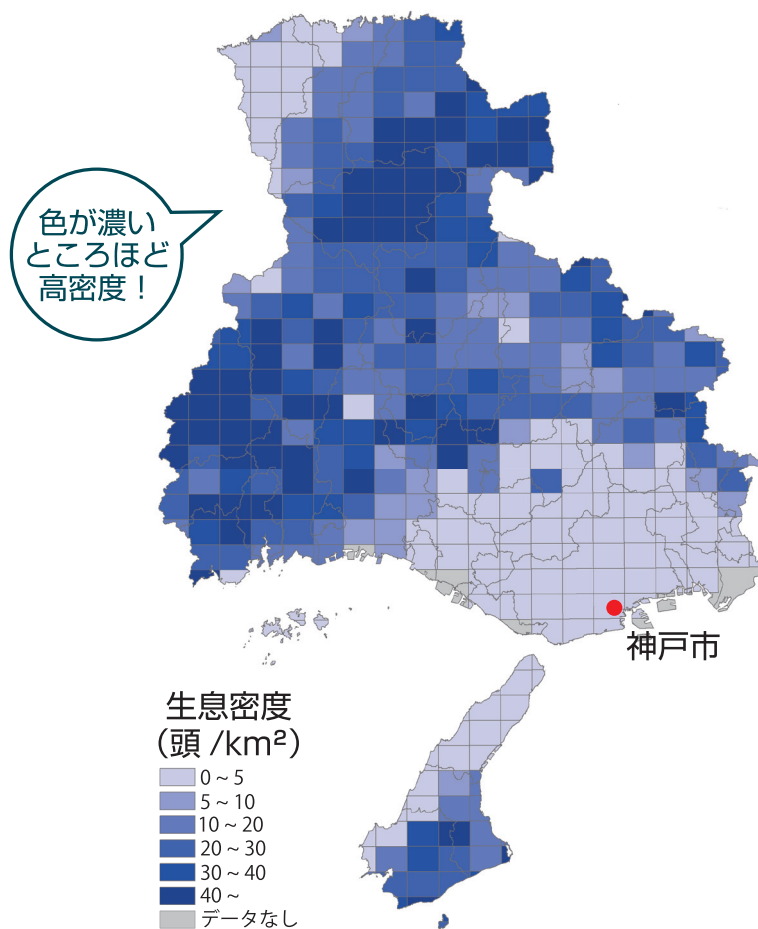 色が濃い
ところほど
高密度！
神戸市
生息密度
（頭 /km²）
0 ~ 5
5 ~ 10
10 ~ 20
20 ~ 30
30 ~ 40
40 ~
データなし